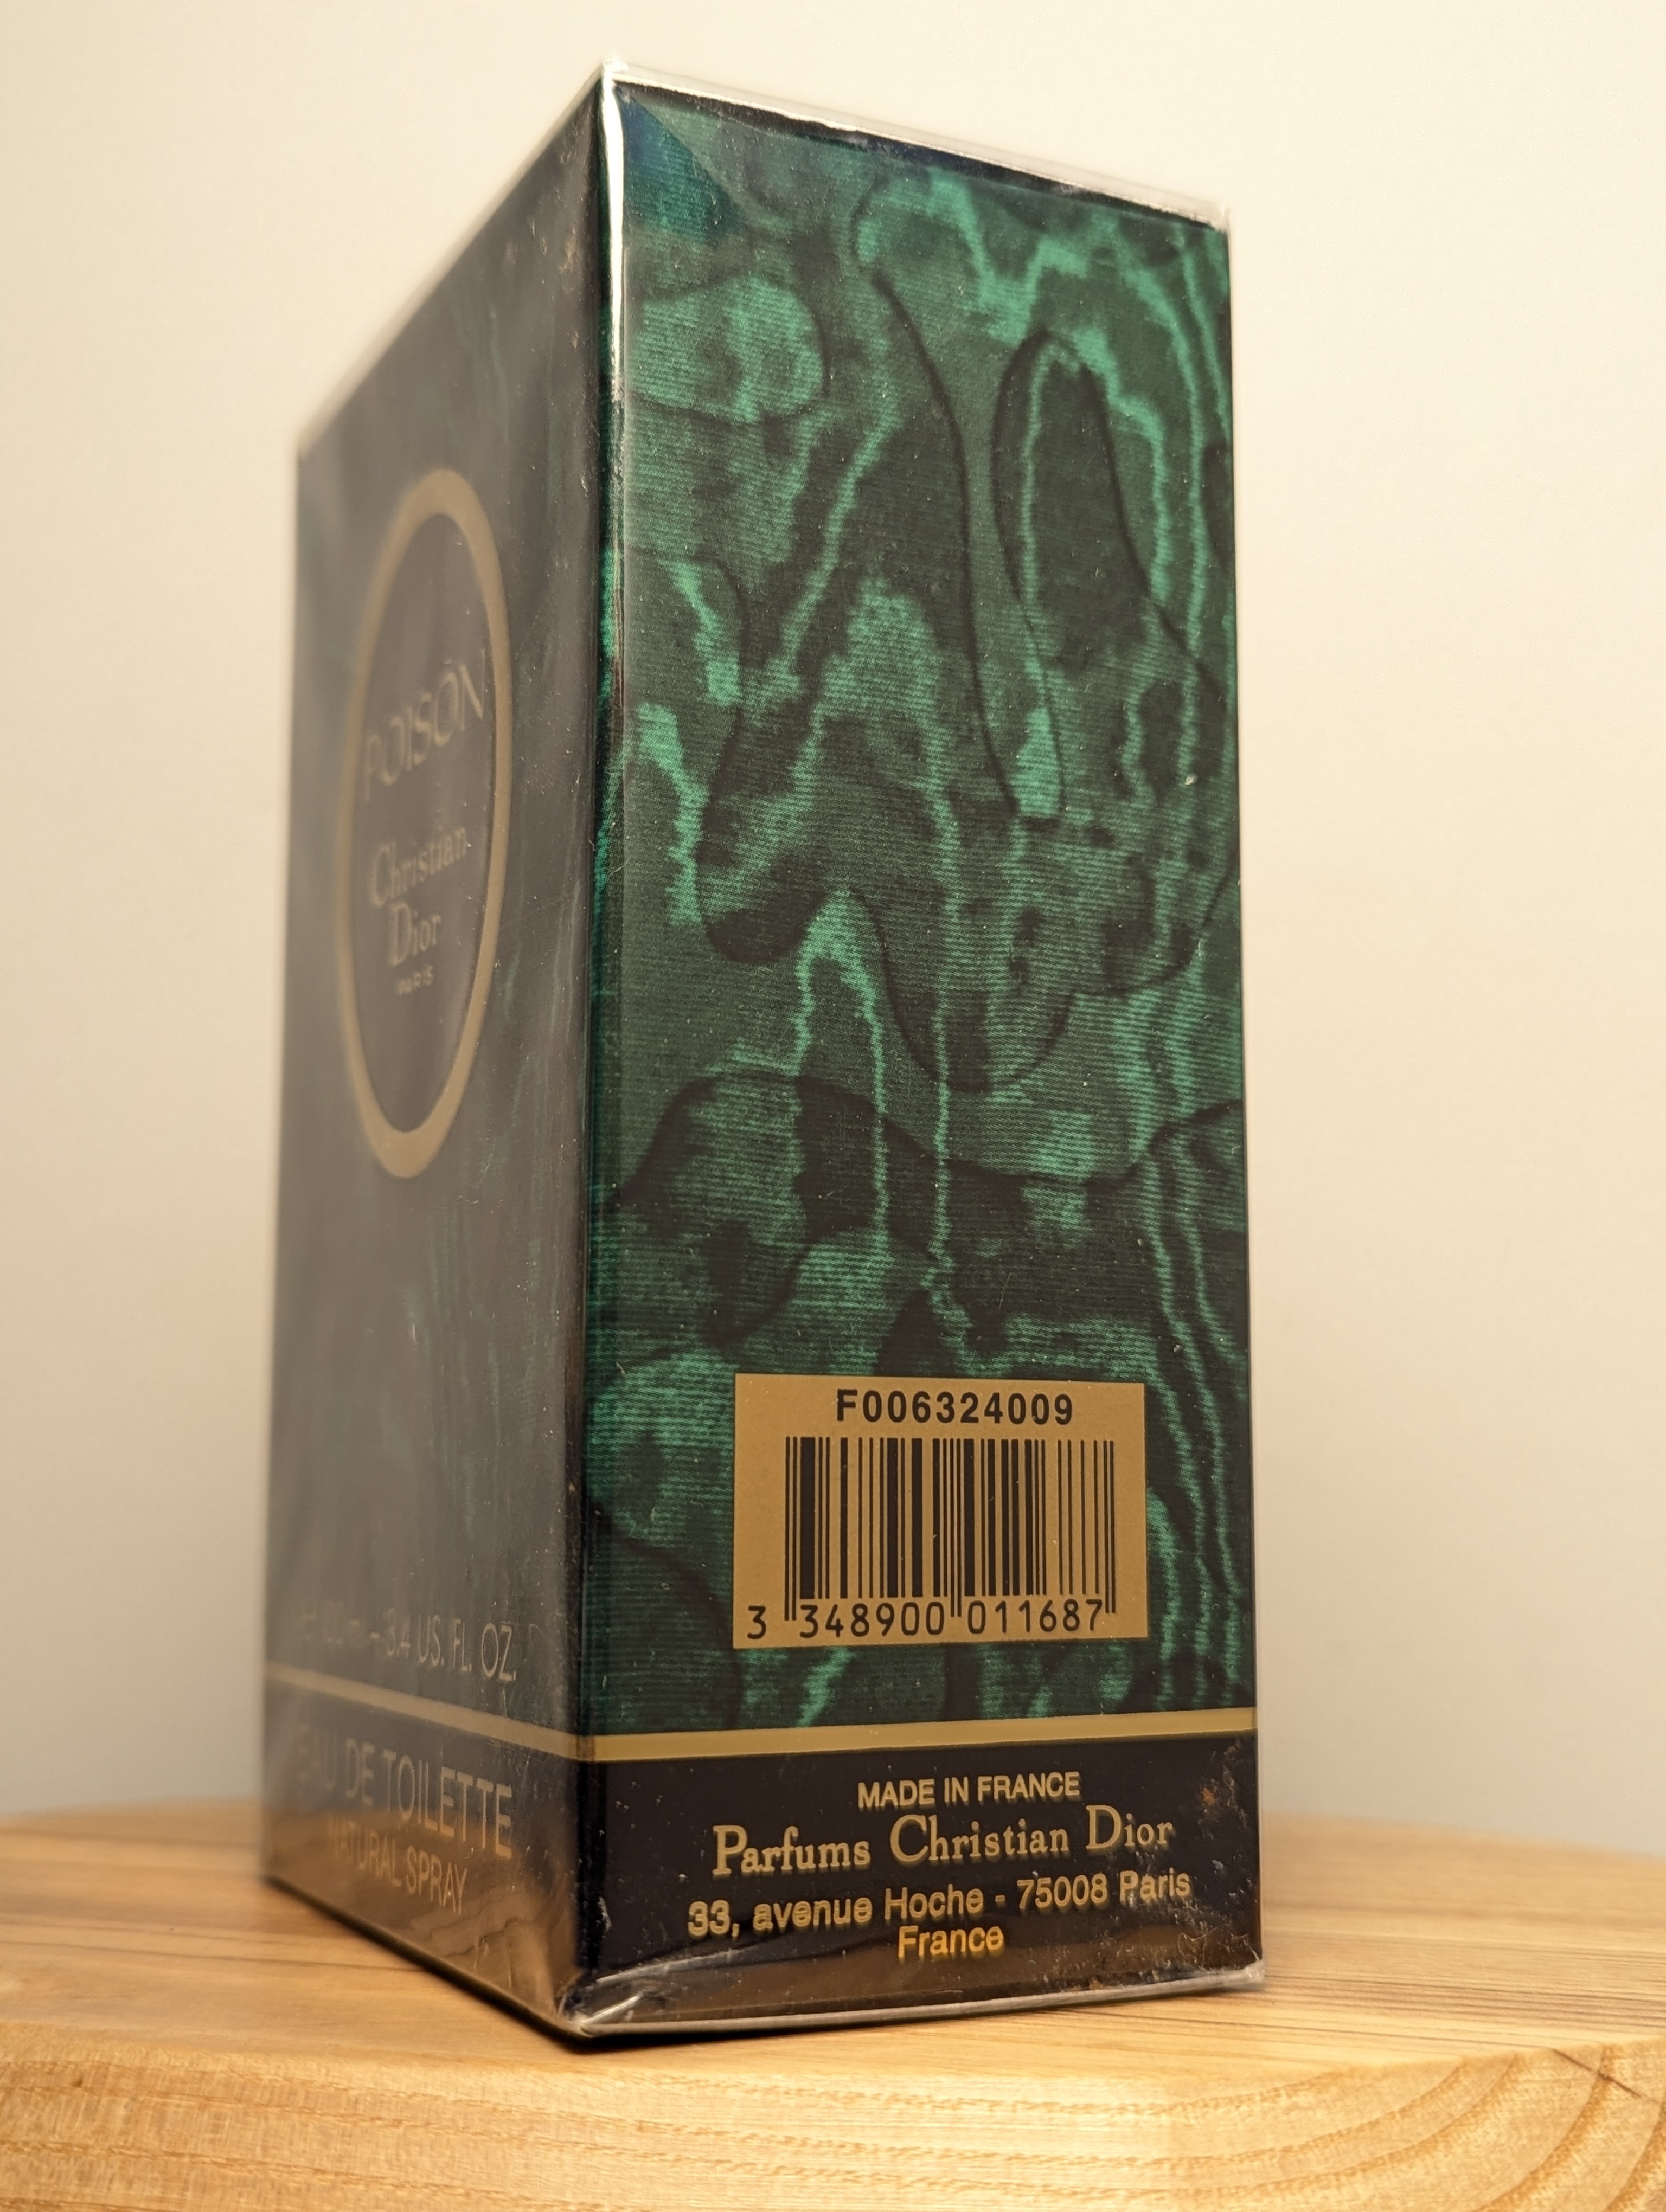 POISON
Christian
Dior
PARIS
100 ml – 3.4 US. FL. OZ.
EAU DE TOILETTE
NATURAL SPRAY
F006324009
3 348900 011687
MADE IN FRANCE
Parfums Christian Dior
33, avenue Hoche - 75008 Paris
France